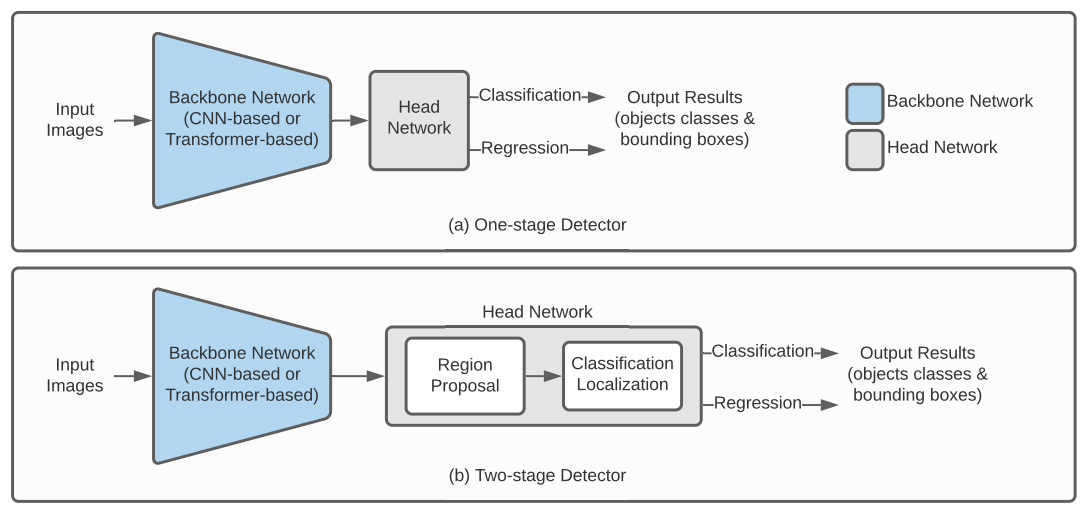 Input
Images
Backbone Network
(CNN-based or
Transformer-based)
Head
Network
Classification
Regression
Output Results
(objects classes &
bounding boxes)
Backbone Network
Head Network
(a) One-stage Detector
Input
Images
Backbone Network
(CNN-based or
Transformer-based)
Head Network
Region
Proposal
Classification
Localization
Classification
Regression
Output Results
(objects classes &
bounding boxes)
(b) Two-stage Detector